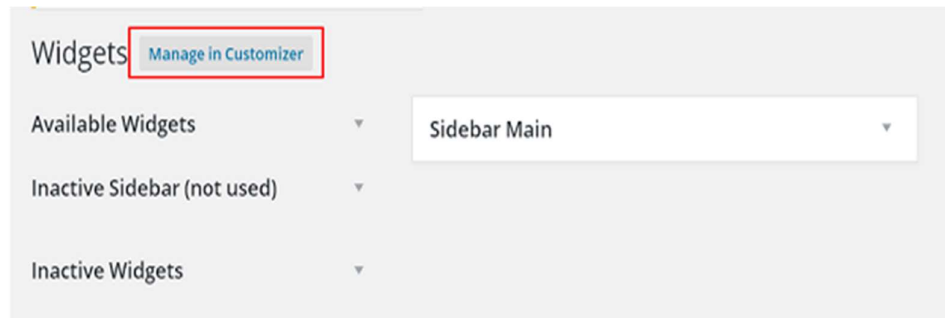 Widgets Manage in Customizer
Available Widgets
Sidebar Main
Inactive Sidebar (not used)
Inactive Widgets